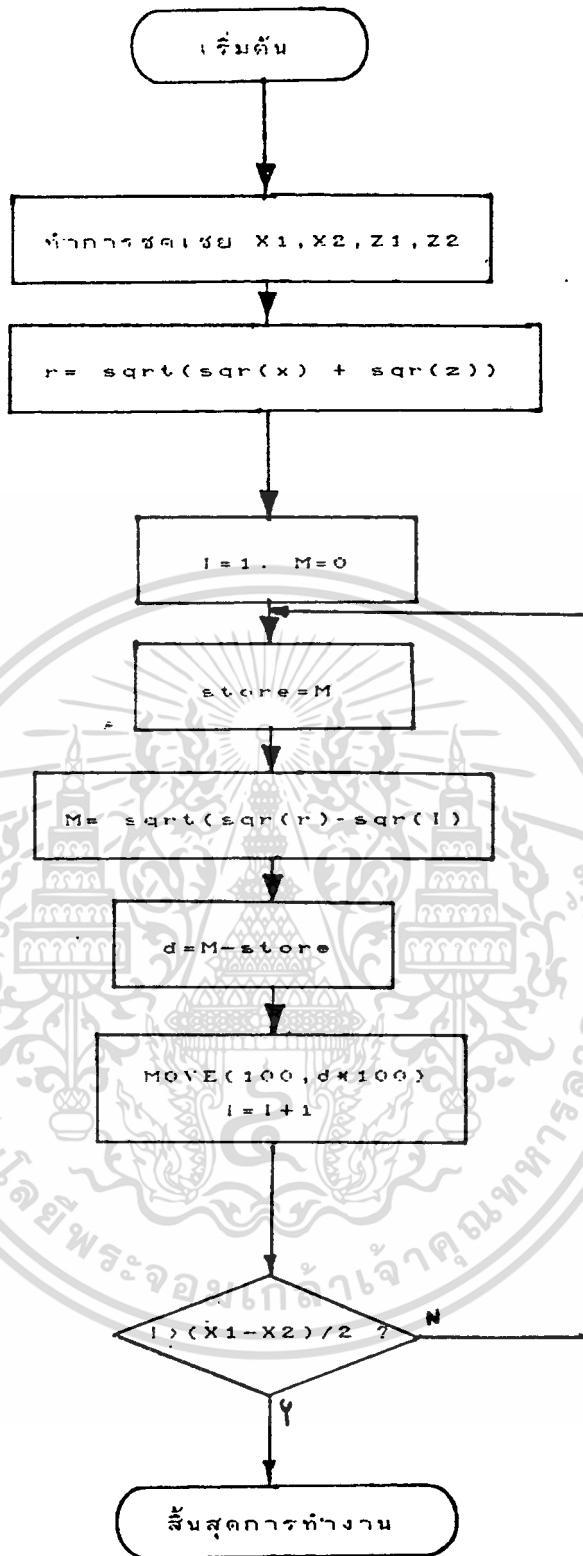 เริ่มต้น
ทำการชดเชย X1,X2,Z1,Z2
r= sqrt(sqr(x) + sqr(z))
I=1. M=0
store=M
M= sqrt(sqr(r)-sqr(I)
d=M-store
MOVE(100,d*100)
I=I+1
I>(X1-X2)/2 ?
N
Y
สิ้นสุดการทำงาน